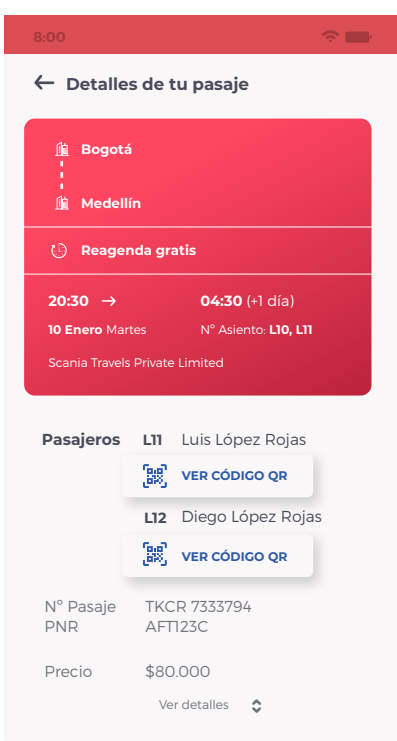 8:00
Detalles de tu pasaje
Bogotá
Medellín
Reagenda gratis
20:30 → 04:30 (+1 día)
10 Enero Martes N° Asiento: L10, L11
Scania Travels Private Limited
Pasajeros L11 Luis López Rojas
VER CÓDIGO QR
L12 Diego López Rojas
VER CÓDIGO QR
N° Pasaje TKCR 7333794
PNR AFT123C
Precio $80.000
Ver detalles